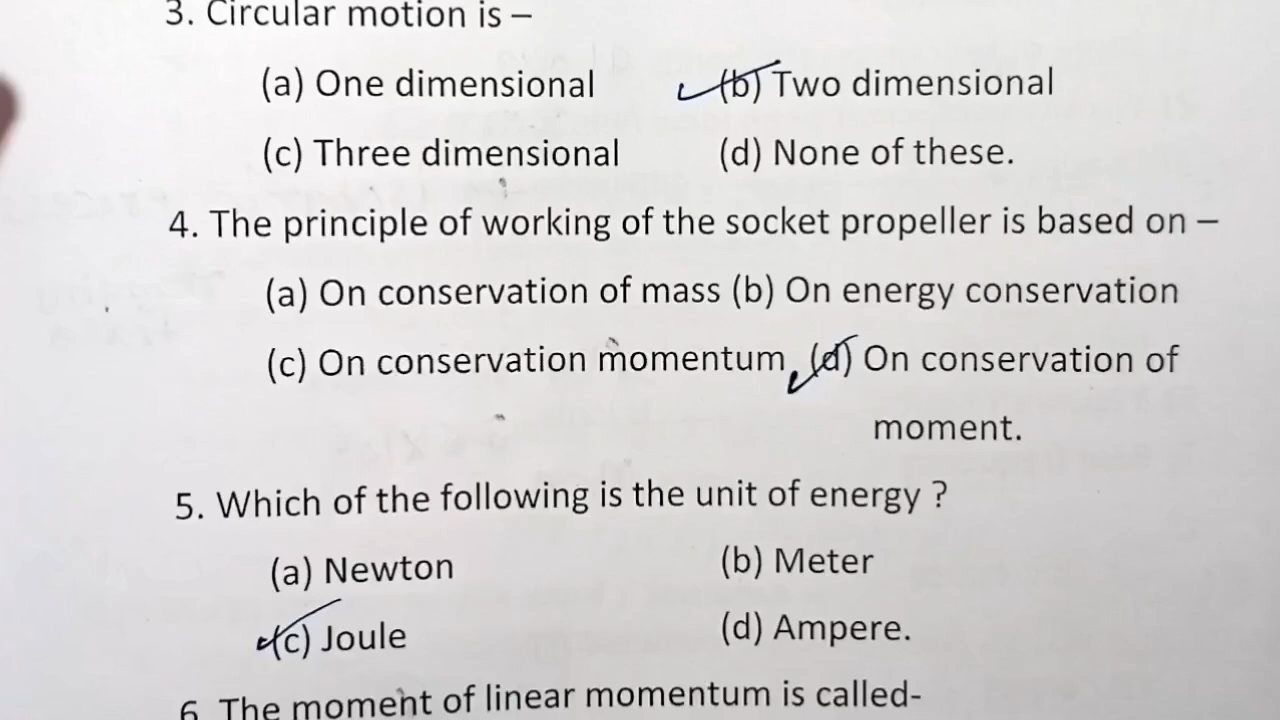 3. Circular motion is –
(a) One dimensional (b) Two dimensional
(c) Three dimensional (d) None of these.
4. The principle of working of the socket propeller is based on –
(a) On conservation of mass (b) On energy conservation
(c) On conservation momentum (d) On conservation of
moment.
5. Which of the following is the unit of energy ?
(a) Newton (b) Meter
(c) Joule (d) Ampere.
6. The moment of linear momentum is called-